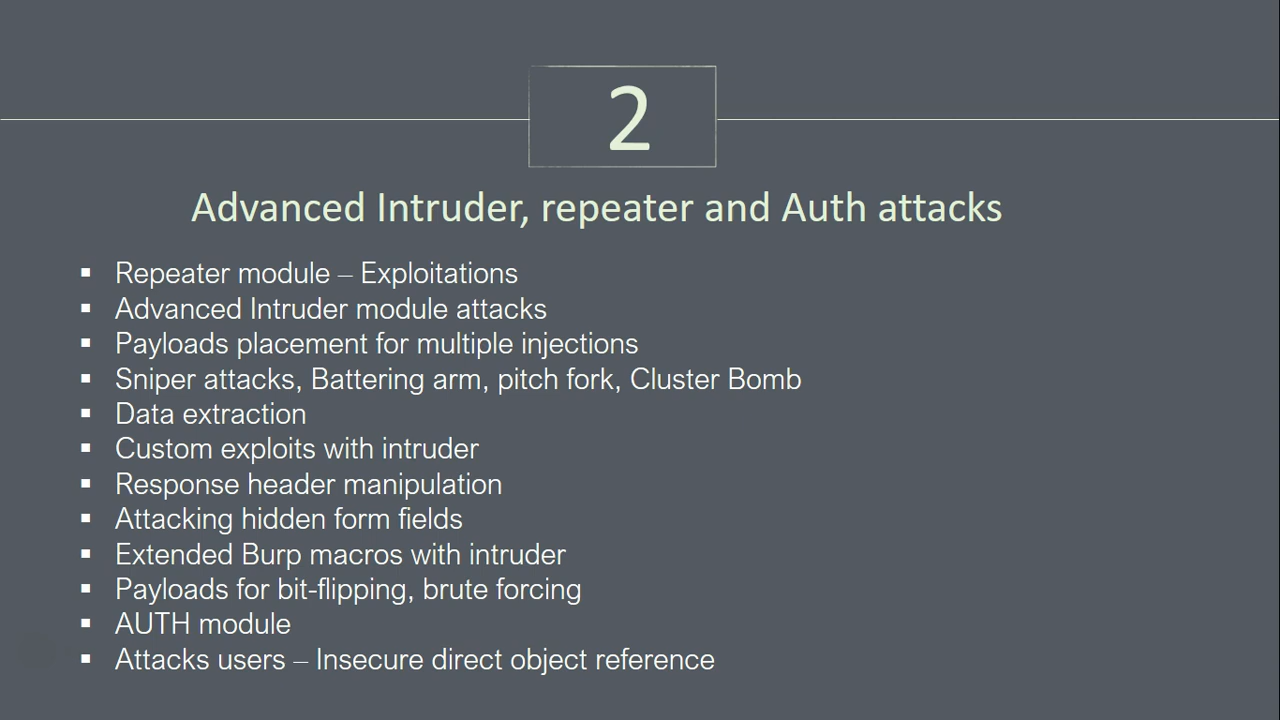 2
Advanced Intruder, repeater and Auth attacks
▪ Repeater module – Exploitations
▪ Advanced Intruder module attacks
▪ Payloads placement for multiple injections
▪ Sniper attacks, Battering arm, pitch fork, Cluster Bomb
▪ Data extraction
▪ Custom exploits with intruder
▪ Response header manipulation
▪ Attacking hidden form fields
▪ Extended Burp macros with intruder
▪ Payloads for bit-flipping, brute forcing
▪ AUTH module
▪ Attacks users – Insecure direct object reference